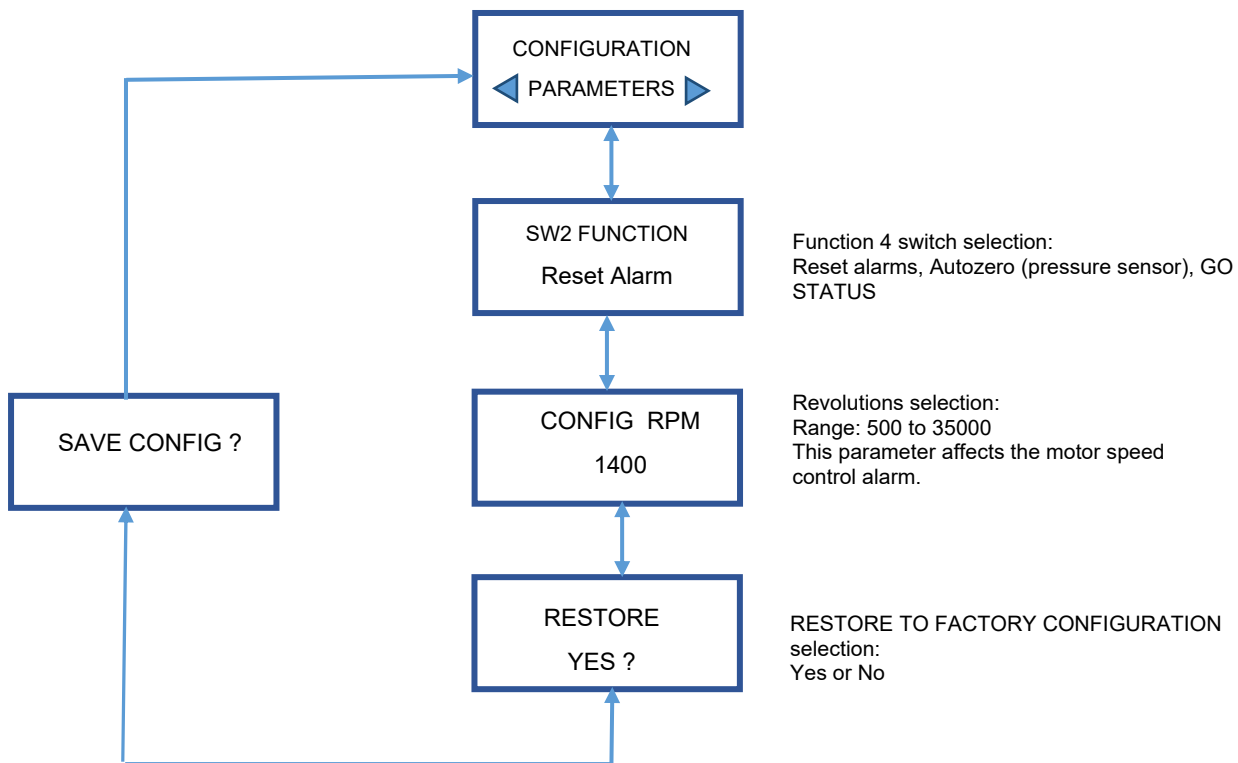 CONFIGURATION
PARAMETERS
SW2 FUNCTION
Reset Alarm
Function 4 switch selection:
Reset alarms, Autozero (pressure sensor), GO
STATUS
SAVE CONFIG ?
CONFIG RPM
1400
Revolutions selection:
Range: 500 to 35000
This parameter affects the motor speed
control alarm.
RESTORE
YES ?
RESTORE TO FACTORY CONFIGURATION
selection:
Yes or No